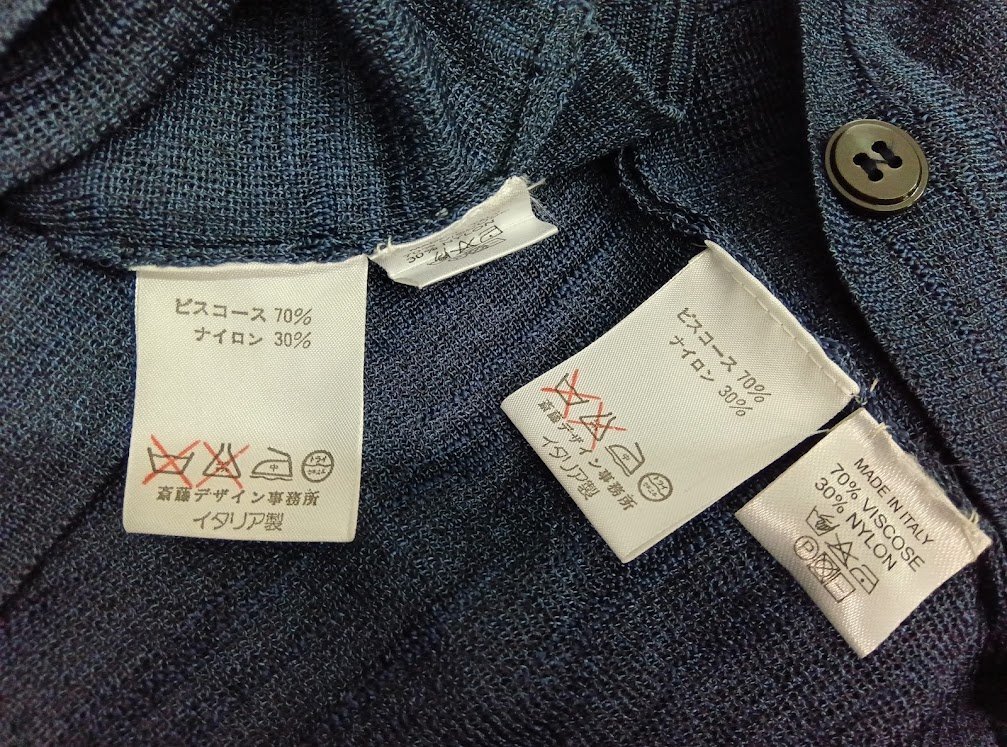 ビスコース 70%
ナイロン 30%
中
斎藤デザイン事務所
イタリア製
30%
ビスコース 70%
ナイロン 30%
中
斎藤デザイン事務所
イタリア製
MADE IN ITALY
70% VISCOSE
30% NYLON
P